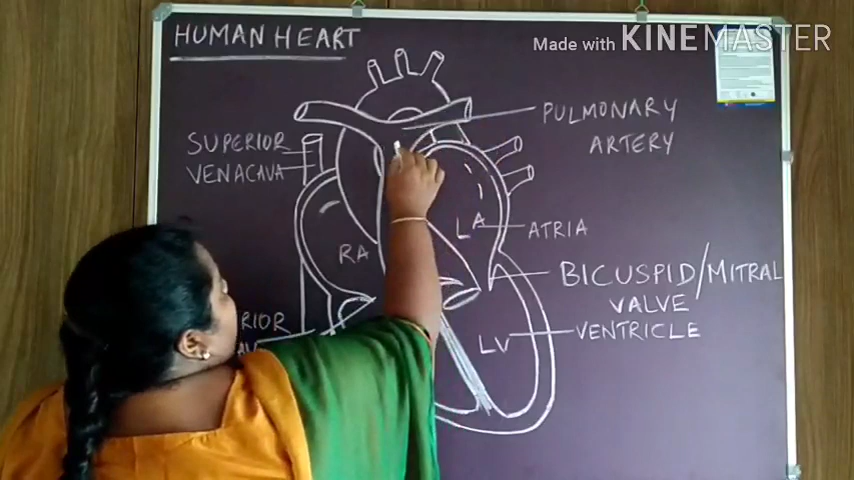 HUMAN HEART
Made with KINEMASTER
PULMONARY
ARTERY
SUPERIOR
VENACAVA
LA
ATRIA
RA
BICUSPID/MITRAL
VALVE
RIOR
LV
VENTRICLE